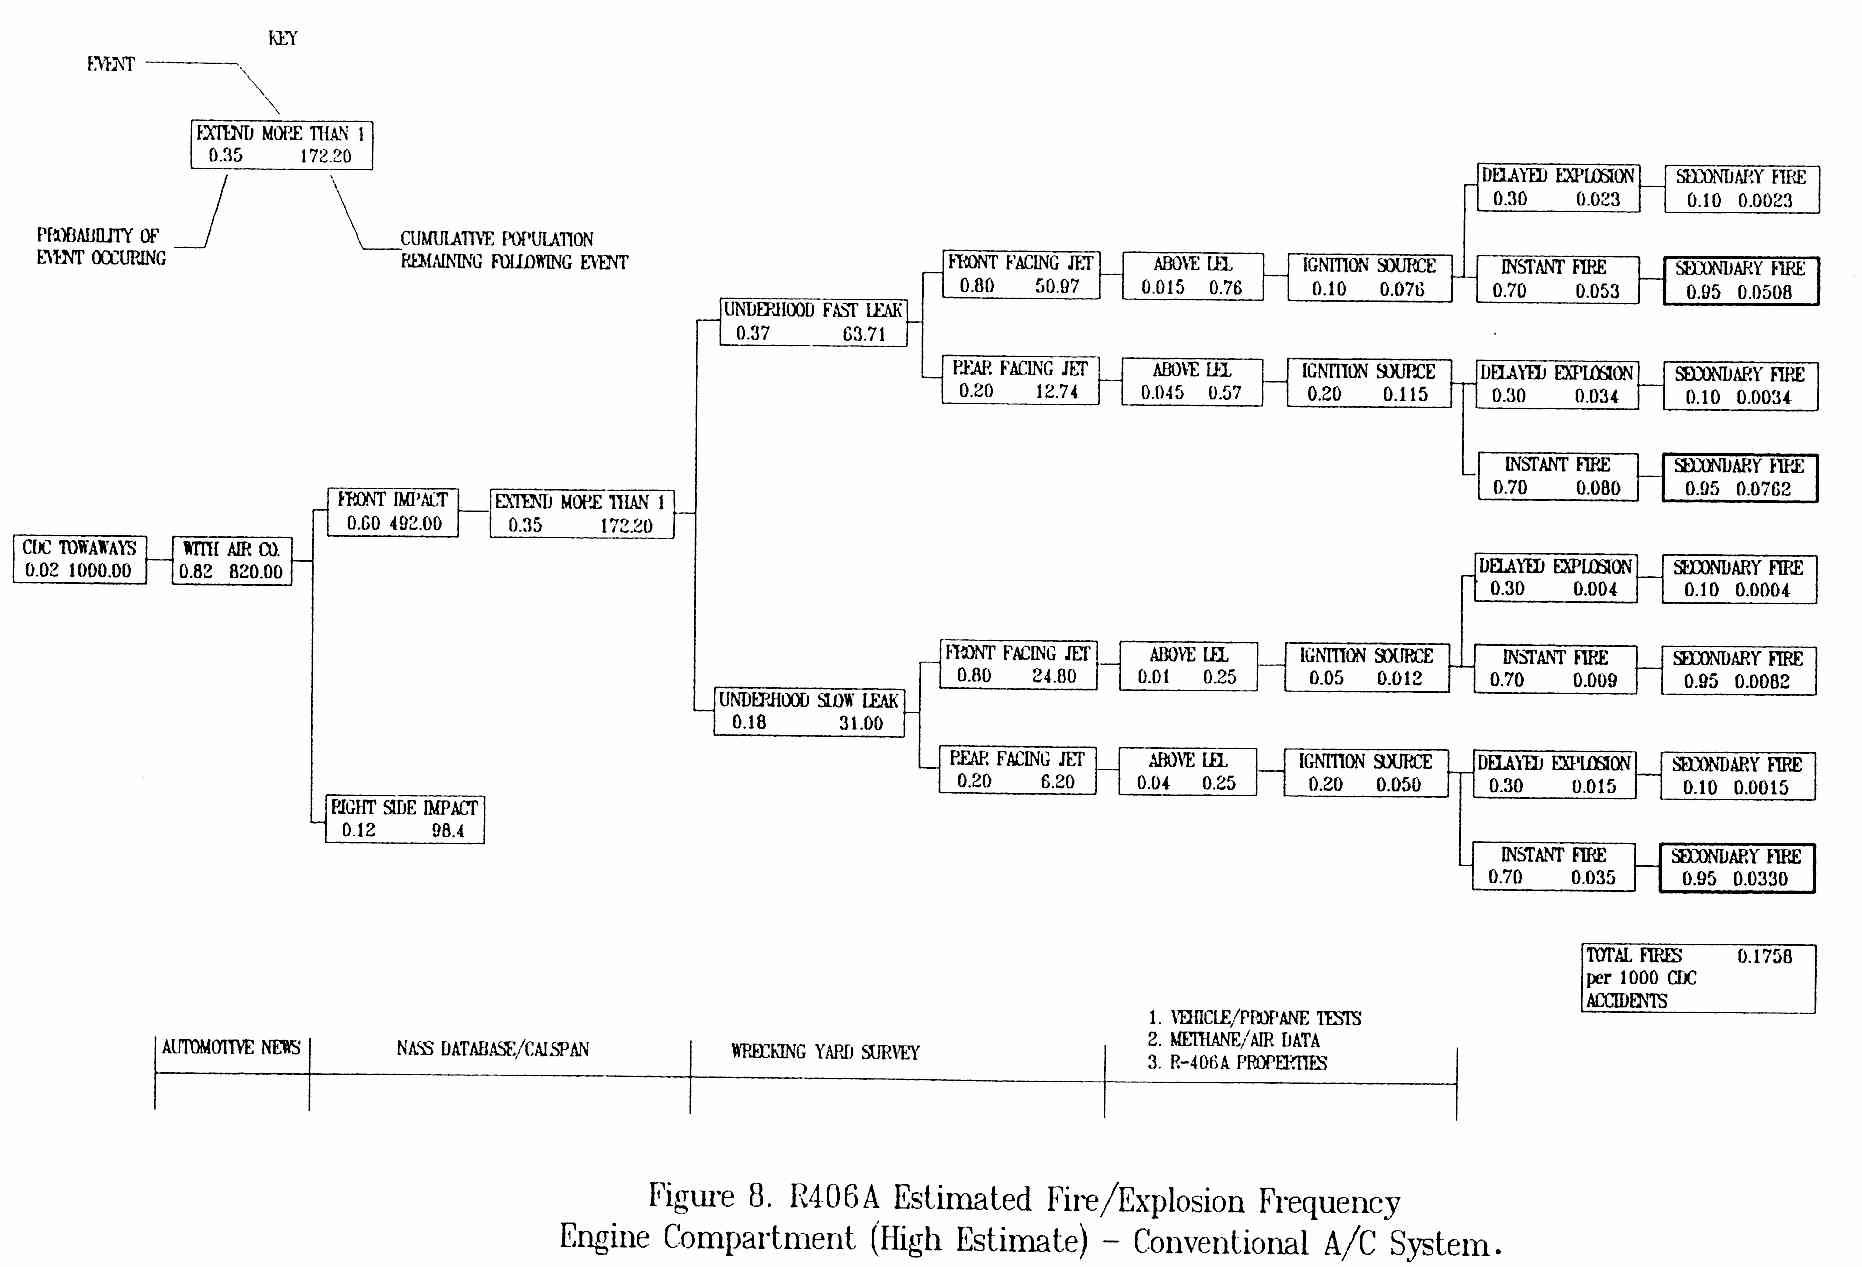 KEY
EVENT
EXTEND MORE THAN 1
0.35 172.20
PROBABILITY OF
EVENT OCCURING
CUMULATIVE POPULATION
REMAINING FOLLOWING EVENT
CDC TOWAWAYS
0.02 1000.00
WITH AIR CO.
0.82 820.00
FRONT IMPACT
0.60 492.00
EXTEND MORE THAN 1
0.35 172.20
RIGHT SIDE IMPACT
0.12 98.4
UNDERHOOD FAST LEAK
0.37 63.71
FRONT FACING JET
0.80 50.97
ABOVE LEL
0.015 0.76
IGNITION SOURCE
0.10 0.076
DELAYED EXPLOSION
0.30 0.023
SECONDARY FIRE
0.10 0.0023
INSTANT FIRE
0.70 0.053
SECONDARY FIRE
0.95 0.0508
REAR FACING JET
0.20 12.74
ABOVE LEL
0.045 0.57
IGNITION SOURCE
0.20 0.115
DELAYED EXPLOSION
0.30 0.034
SECONDARY FIRE
0.10 0.0034
INSTANT FIRE
0.70 0.080
SECONDARY FIRE
0.95 0.0762
UNDERHOOD SLOW LEAK
0.18 31.00
FRONT FACING JET
0.80 24.80
ABOVE LEL
0.01 0.25
IGNITION SOURCE
0.05 0.012
DELAYED EXPLOSION
0.30 0.004
SECONDARY FIRE
0.10 0.0004
INSTANT FIRE
0.70 0.009
SECONDARY FIRE
0.95 0.0082
REAR FACING JET
0.20 6.20
ABOVE LEL
0.04 0.25
IGNITION SOURCE
0.20 0.050
DELAYED EXPLOSION
0.30 0.015
SECONDARY FIRE
0.10 0.0015
INSTANT FIRE
0.70 0.035
SECONDARY FIRE
0.95 0.0330
TOTAL FIRES 0.1758
per 1000 CDC
ACCIDENTS
AUTOMOTIVE NEWS
NASS DATABASE/CALSPAN
WRECKING YARD SURVEY
1. VEHICLE/PROPANE TESTS
2. METHANE/AIR DATA
3. R-406A PROPERTIES
Figure 8. R406A Estimated Fire/Explosion Frequency
Engine Compartment (High Estimate) – Conventional A/C System.